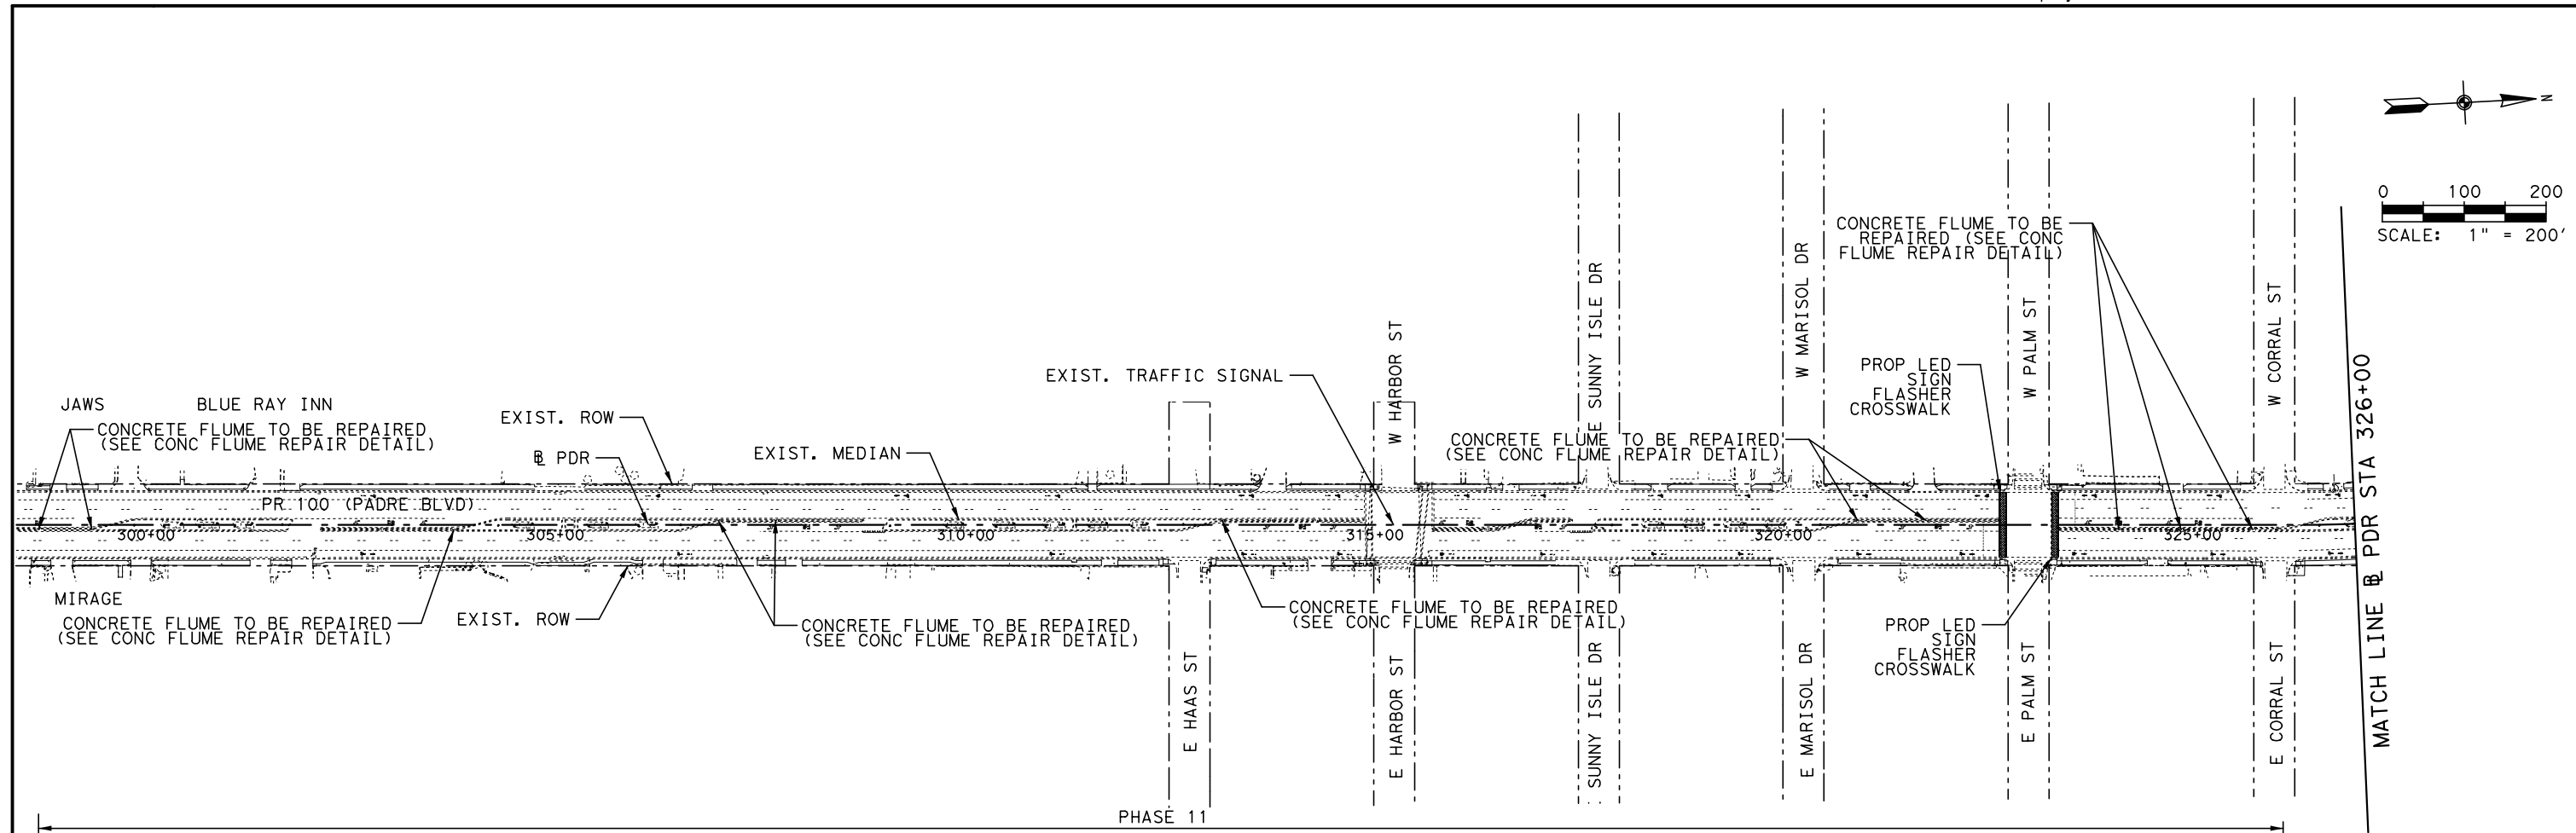 N
0 100 200
SCALE: 1" = 200'
CONCRETE FLUME TO BE
REPAIRED (SEE CONC
FLUME REPAIR DETAIL)
E SUNNY ISLE DR
W MARISOL DR
W PALM ST
W CORRAL ST
W HARBOR ST
EXIST. TRAFFIC SIGNAL
PROP LED
SIGN
FLASHER
CROSSWALK
JAWS
BLUE RAY INN
CONCRETE FLUME TO BE REPAIRED
(SEE CONC FLUME REPAIR DETAIL)
EXIST. ROW
BL PDR
EXIST. MEDIAN
CONCRETE FLUME TO BE REPAIRED
(SEE CONC FLUME REPAIR DETAIL)
PR 100 (PADRE BLVD)
300+00
305+00
310+00
315+00
320+00
325+00
MATCH LINE BL PDR STA 326+00
MIRAGE
CONCRETE FLUME TO BE REPAIRED
(SEE CONC FLUME REPAIR DETAIL)
EXIST. ROW
CONCRETE FLUME TO BE REPAIRED
(SEE CONC FLUME REPAIR DETAIL)
CONCRETE FLUME TO BE REPAIRED
(SEE CONC FLUME REPAIR DETAIL)
PROP LED
SIGN
FLASHER
CROSSWALK
E HAAS ST
E HARBOR ST
SUNNY ISLE DR
E MARISOL DR
E PALM ST
E CORRAL ST
PHASE 11